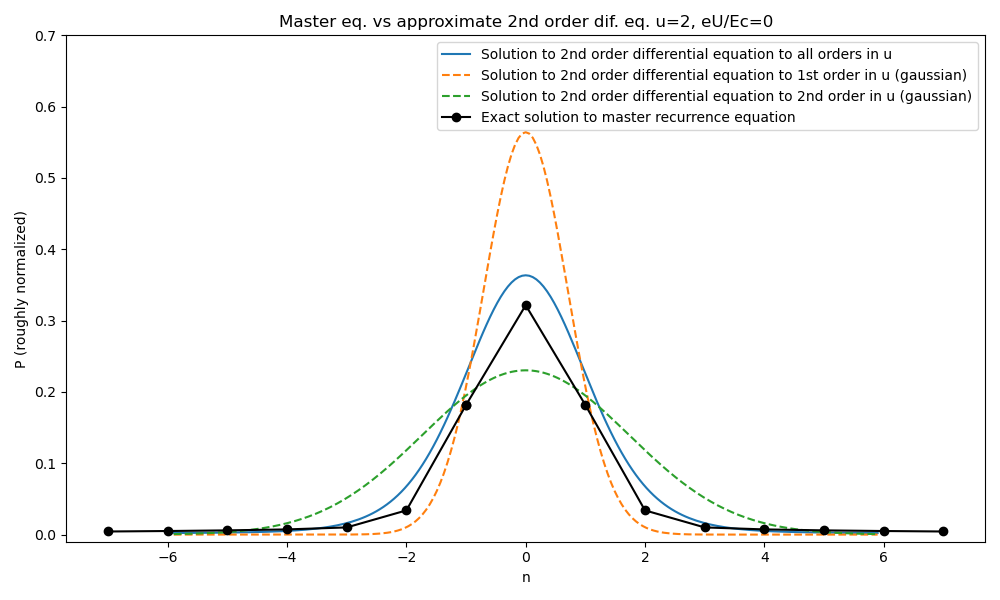 Master eq. vs approximate 2nd order dif. eq. u=2, eU/Ec=0
Solution to 2nd order differential equation to all orders in u
Solution to 2nd order differential equation to 1st order in u (gaussian)
Solution to 2nd order differential equation to 2nd order in u (gaussian)
Exact solution to master recurrence equation
P (roughly normalized)
0.7
0.6
0.5
0.4
0.3
0.2
0.1
0.0
−6 −4 −2 0 2 4 6
n